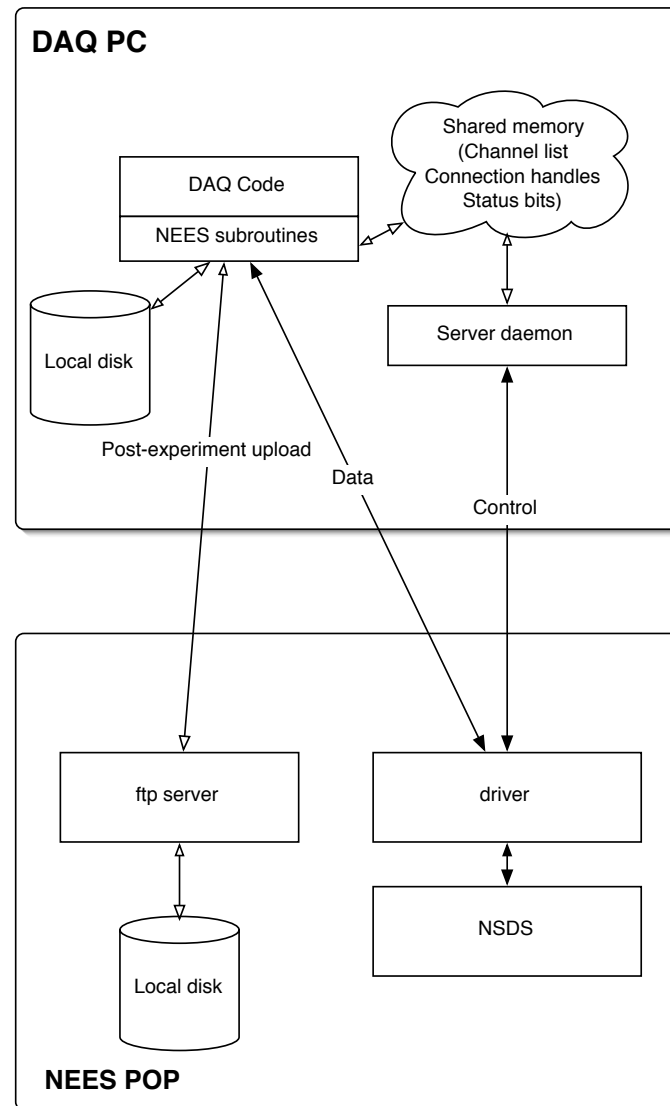 DAQ PC
Shared memory
(Channel list
Connection handles
Status bits)
DAQ Code
NEES subroutines
Server daemon
Local disk
Post-experiment upload
Data
Control
ftp server
driver
NSDS
Local disk
NEES POP